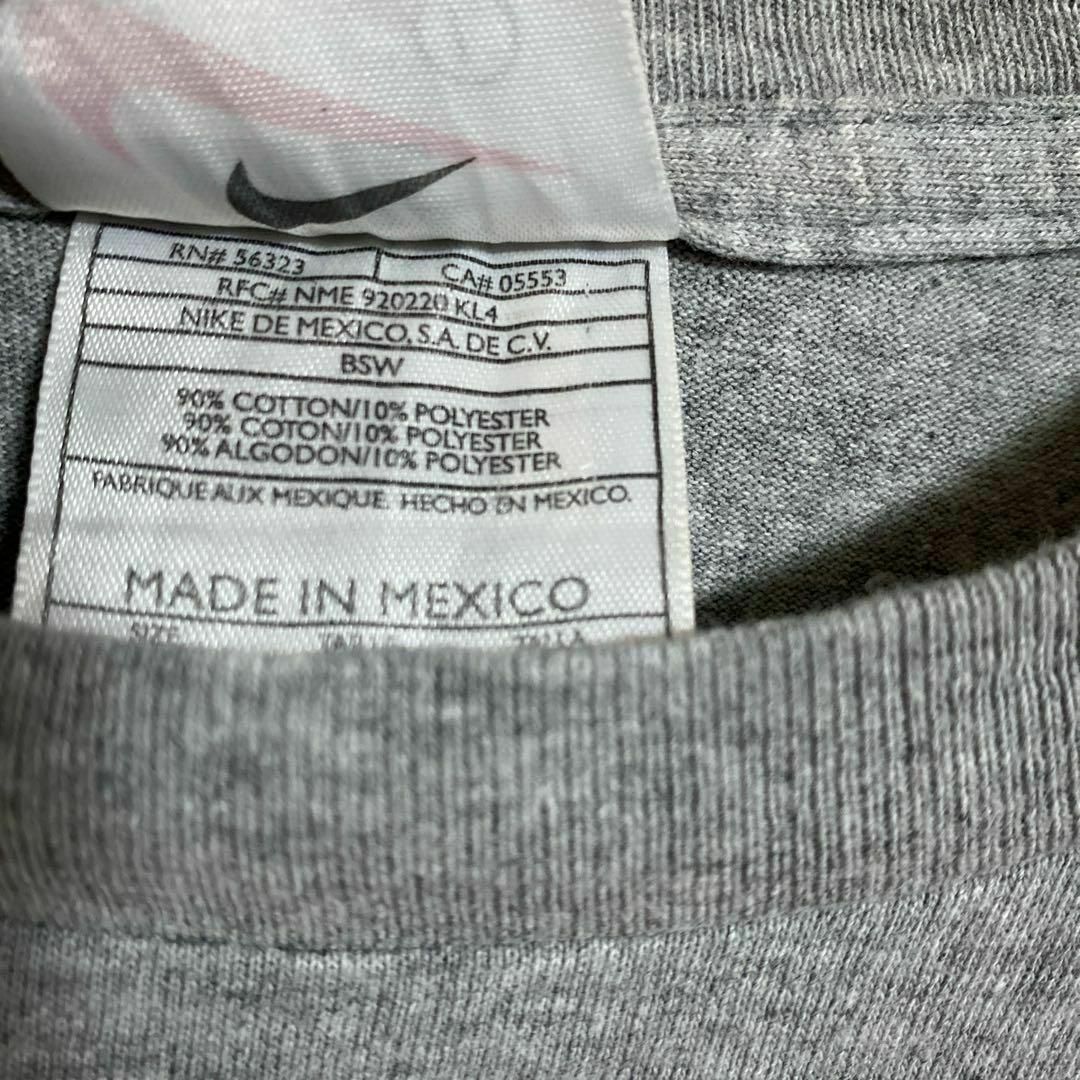 RN# 56323 CA# 05553
RFC# NME 920220 KL4
NIKE DE MEXICO, S.A. DE C.V.
BSW
90% COTTON/10% POLYESTER
90% COTON/10% POLYESTER
90% ALGODON/10% POLYESTER
FABRIQUE AUX MEXIQUE. HECHO EN MEXICO.
MADE IN MEXICO
SIZE